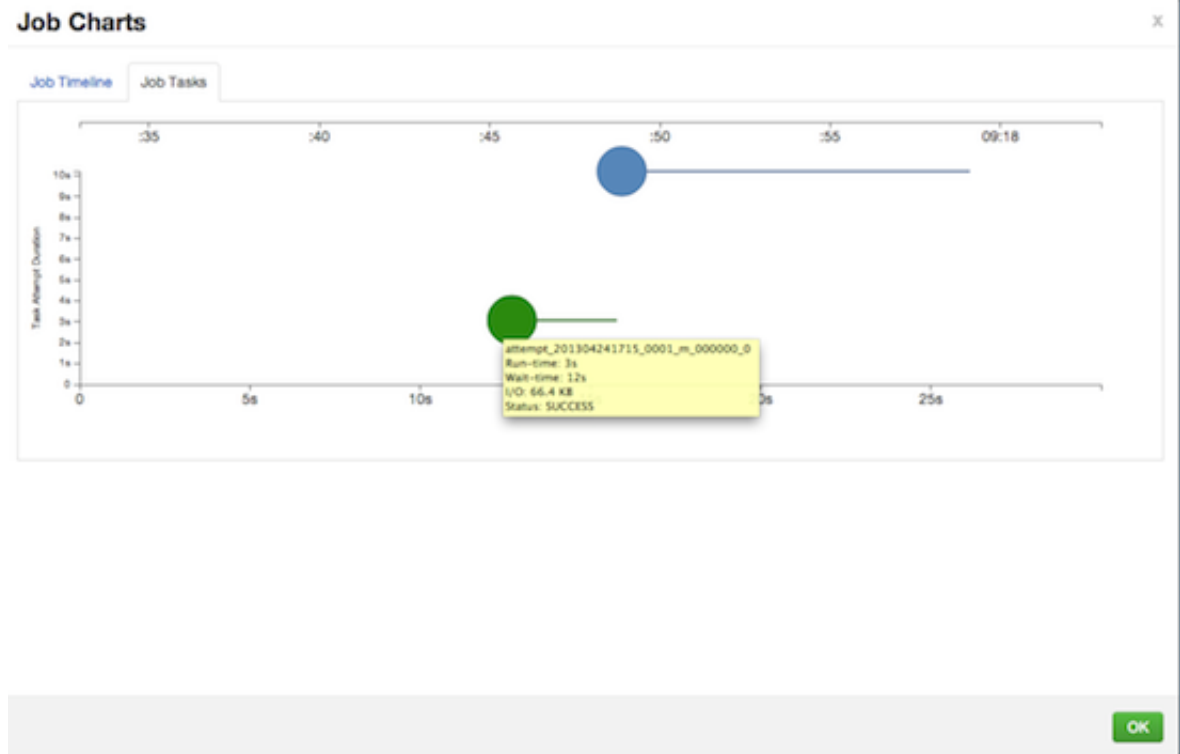 Job Charts
x
Job Timeline Job Tasks
:35 :40 :45 :50 :55 09:18
Task Attempt Duration
10s
9s
8s
7s
6s
5s
4s
3s
2s
1s
0
attempt_201304241715_0001_m_000000_0
Run-time: 3s
Wait-time: 12s
I/O: 66.4 KB
Status: SUCCESS
0 5s 10s 25s
OK